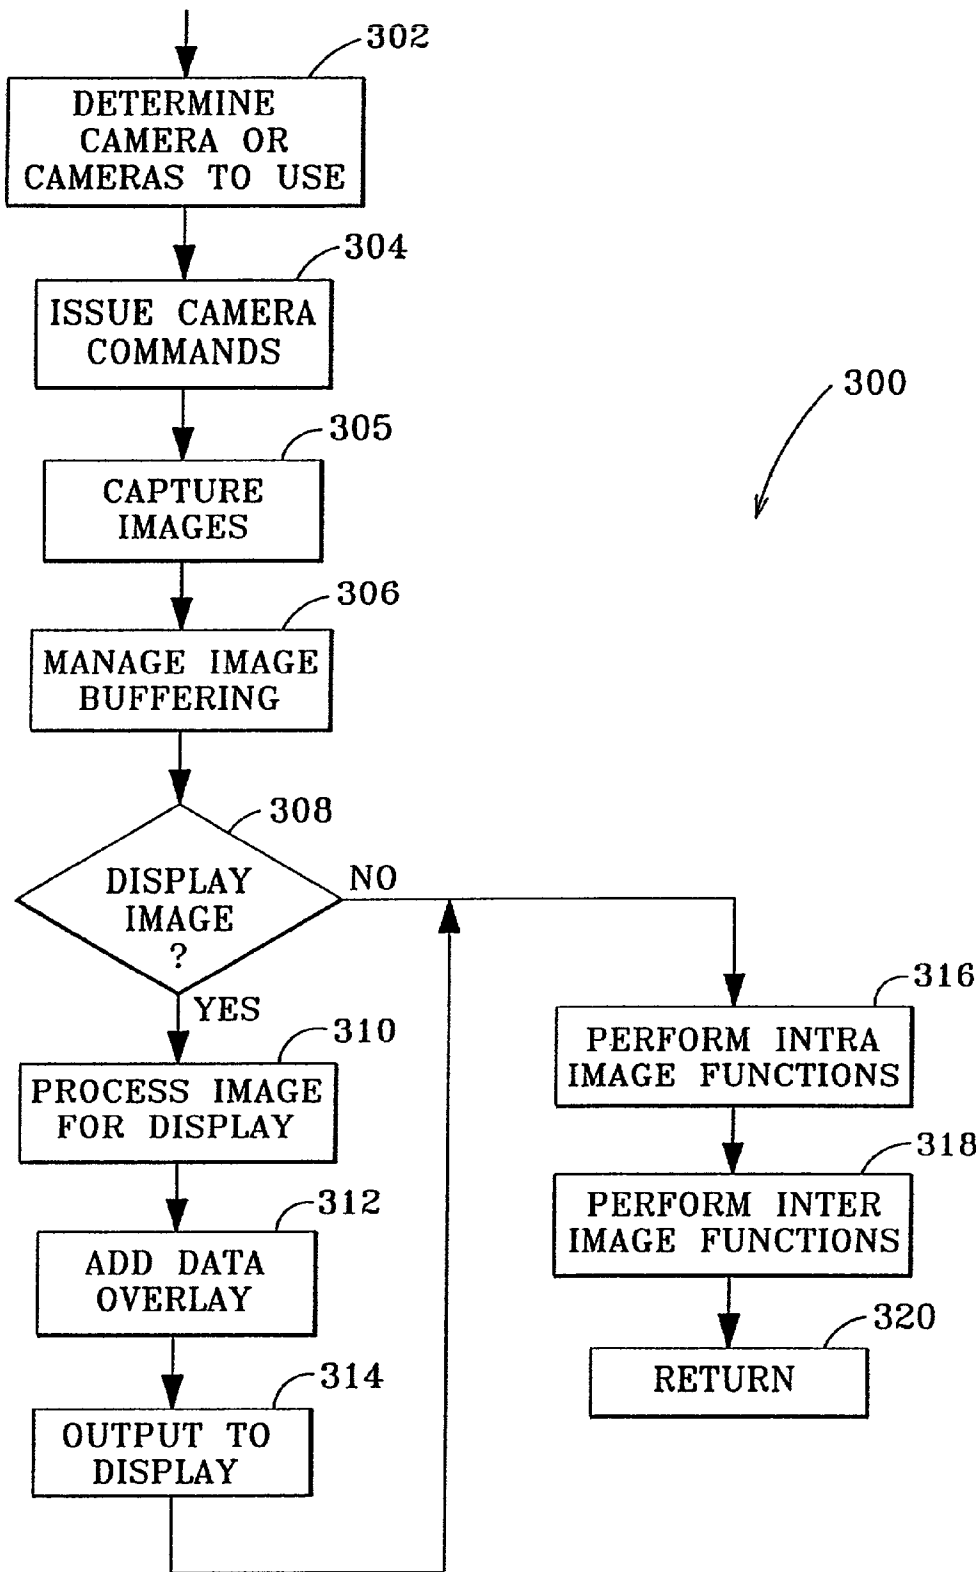 302
DETERMINE
CAMERA OR
CAMERAS TO USE
304
ISSUE CAMERA
COMMANDS
300
305
CAPTURE
IMAGES
306
MANAGE IMAGE
BUFFERING
308
DISPLAY
IMAGE
?
NO
YES
310
PROCESS IMAGE
FOR DISPLAY
312
ADD DATA
OVERLAY
314
OUTPUT TO
DISPLAY
316
PERFORM INTRA
IMAGE FUNCTIONS
318
PERFORM INTER
IMAGE FUNCTIONS
320
RETURN